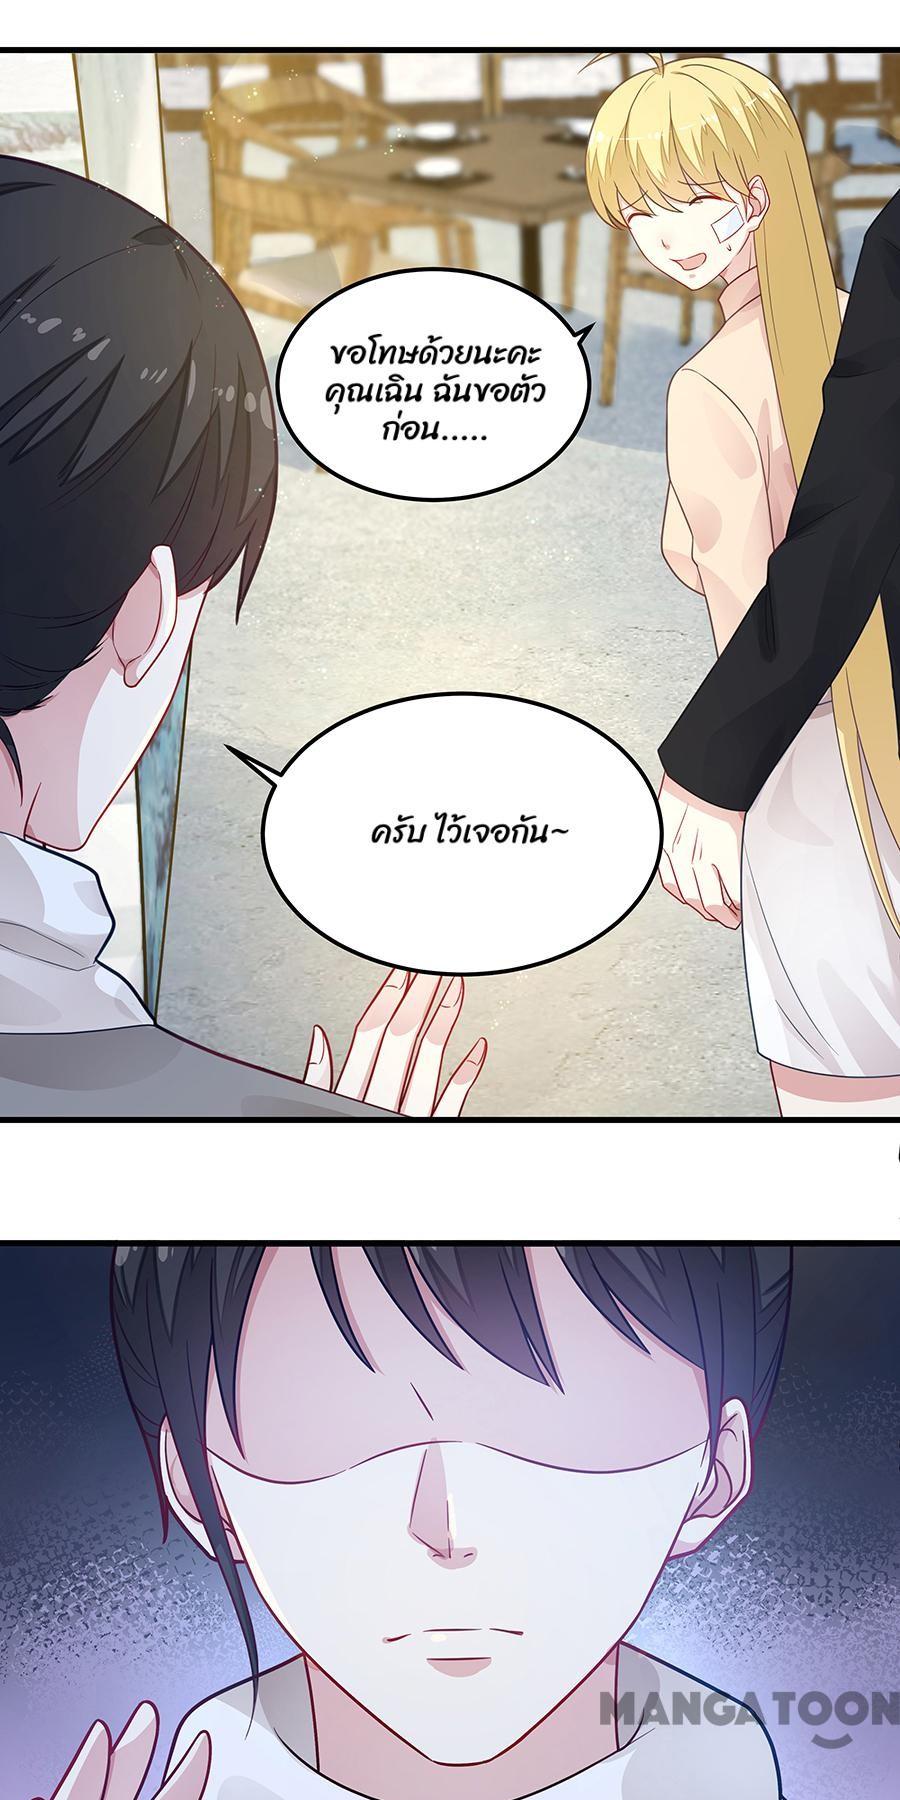 ขอโทษด้วยนะคะ
คุณเฉิน ฉันขอตัว
ก่อน.....
ครับ ไว้เจอกัน~
MANGATOON